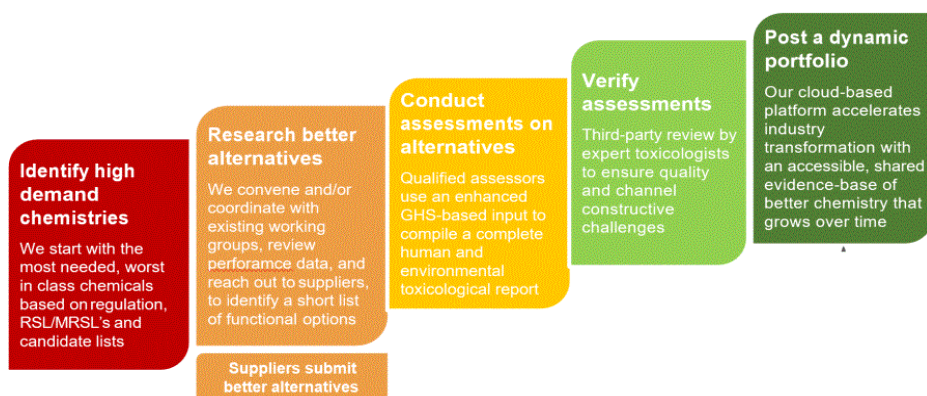 Identify high
demand
chemistries
We start with the
most needed, worst
in class chemicals
based on regulation,
RSL/MRSL's and
candidate lists
Research better
alternatives
We convene and/or
coordinate with
existing working
groups, review
perforamce data, and
reach out to suppliers,
to identify a short list
of functional options
Suppliers submit
better alternatives
Conduct
assessments on
alternatives
Qualified assessors
use an enhanced
GHS-based input to
compile a complete
human and
environmental
toxicological report
Verify
assessments
Third-party review by
expert toxicologists
to ensure quality
and channel
constructive
challenges
Post a dynamic
portfolio
Our cloud-based
platform accelerates
industry
transformation with
an accessible, shared
evidence-base of
better chemistry that
grows over time